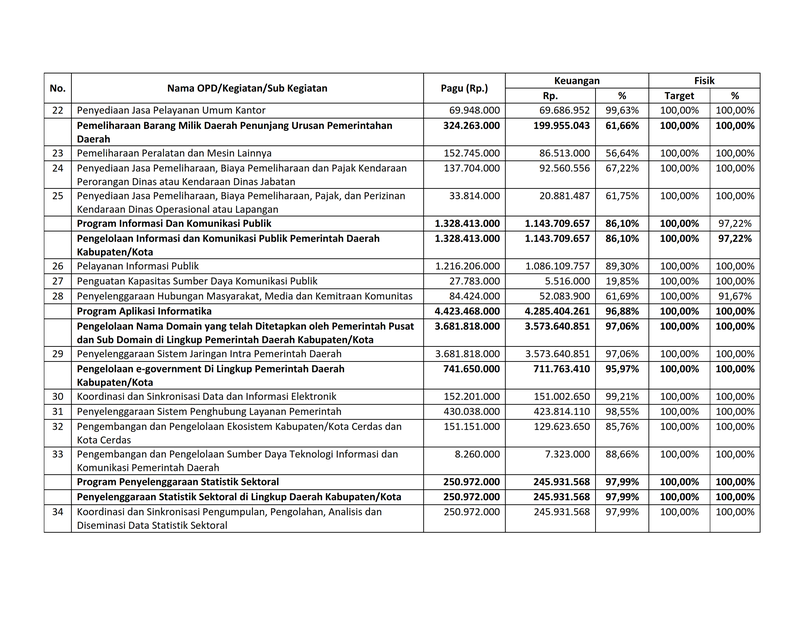 No. Nama OPD/Kegiatan/Sub Kegiatan Pagu (Rp.) Keuangan Fisik
Rp. % Target %
22 Penyediaan Jasa Pelayanan Umum Kantor 69.948.000 69.686.952 99,63% 100,00% 100,00%
Pemeliharaan Barang Milik Daerah Penunjang Urusan Pemerintahan 324.263.000 199.955.043 61,66% 100,00% 100,00%
Daerah
23 Pemeliharaan Peralatan dan Mesin Lainnya 152.745.000 86.513.000 56,64% 100,00% 100,00%
24 Penyediaan Jasa Pemeliharaan, Biaya Pemeliharaan dan Pajak Kendaraan 137.704.000 92.560.556 67,22% 100,00% 100,00%
Perorangan Dinas atau Kendaraan Dinas Jabatan
25 Penyediaan Jasa Pemeliharaan, Biaya Pemeliharaan, Pajak, dan Perizinan 33.814.000 20.881.487 61,75% 100,00% 100,00%
Kendaraan Dinas Operasional atau Lapangan
Program Informasi Dan Komunikasi Publik 1.328.413.000 1.143.709.657 86,10% 100,00% 97,22%
Pengelolaan Informasi dan Komunikasi Publik Pemerintah Daerah 1.328.413.000 1.143.709.657 86,10% 100,00% 97,22%
Kabupaten/Kota
26 Pelayanan Informasi Publik 1.216.206.000 1.086.109.757 89,30% 100,00% 100,00%
27 Penguatan Kapasitas Sumber Daya Komunikasi Publik 27.783.000 5.516.000 19,85% 100,00% 100,00%
28 Penyelenggaraan Hubungan Masyarakat, Media dan Kemitraan Komunitas 84.424.000 52.083.900 61,69% 100,00% 91,67%
Program Aplikasi Informatika 4.423.468.000 4.285.404.261 96,88% 100,00% 100,00%
Pengelolaan Nama Domain yang telah Ditetapkan oleh Pemerintah Pusat 3.681.818.000 3.573.640.851 97,06% 100,00% 100,00%
dan Sub Domain di Lingkup Pemerintah Daerah Kabupaten/Kota
29 Penyelenggaraan Sistem Jaringan Intra Pemerintah Daerah 3.681.818.000 3.573.640.851 97,06% 100,00% 100,00%
Pengelolaan e-government Di Lingkup Pemerintah Daerah 741.650.000 711.763.410 95,97% 100,00% 100,00%
Kabupaten/Kota
30 Koordinasi dan Sinkronisasi Data dan Informasi Elektronik 152.201.000 151.002.650 99,21% 100,00% 100,00%
31 Penyelenggaraan Sistem Penghubung Layanan Pemerintah 430.038.000 423.814.110 98,55% 100,00% 100,00%
32 Pengembangan dan Pengelolaan Ekosistem Kabupaten/Kota Cerdas dan 151.151.000 129.623.650 85,76% 100,00% 100,00%
Kota Cerdas
33 Pengembangan dan Pengelolaan Sumber Daya Teknologi Informasi dan 8.260.000 7.323.000 88,66% 100,00% 100,00%
Komunikasi Pemerintah Daerah
Program Penyelenggaraan Statistik Sektoral 250.972.000 245.931.568 97,99% 100,00% 100,00%
Penyelenggaraan Statistik Sektoral di Lingkup Daerah Kabupaten/Kota 250.972.000 245.931.568 97,99% 100,00% 100,00%
34 Koordinasi dan Sinkronisasi Pengumpulan, Pengolahan, Analisis dan 250.972.000 245.931.568 97,99% 100,00% 100,00%
Diseminasi Data Statistik Sektoral